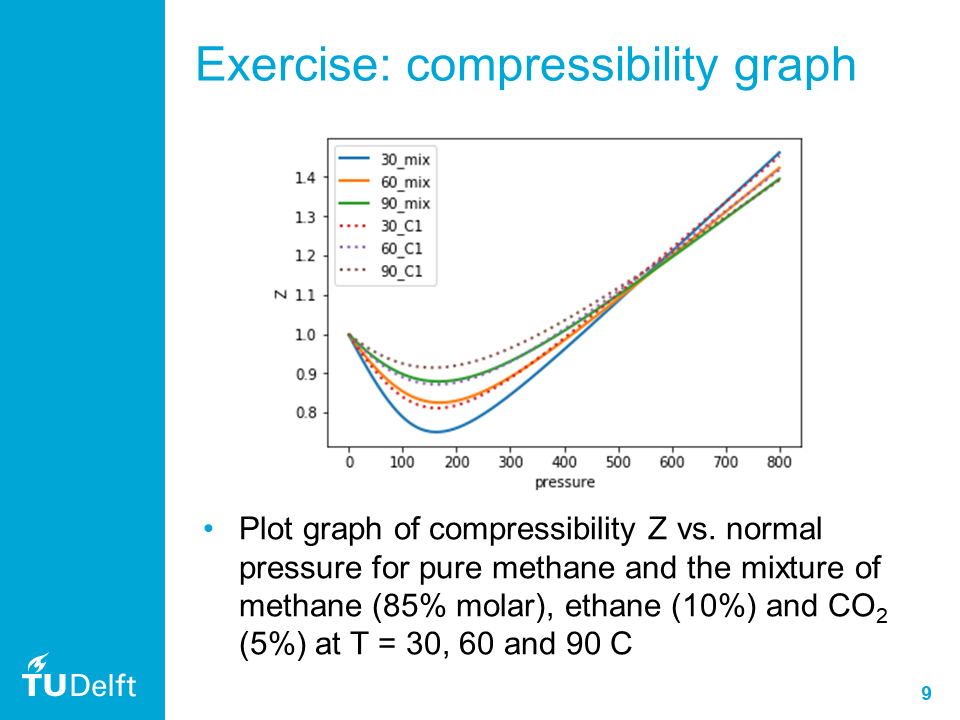 Exercise: compressibility graph
30_mix
60_mix
90_mix
30_C1
60_C1
90_C1
1.4
1.3
1.2
1.1
1.0
0.9
0.8
Z
0 100 200 300 400 500 600 700 800
pressure
• Plot graph of compressibility Z vs. normal
pressure for pure methane and the mixture of
methane (85% molar), ethane (10%) and CO₂
(5%) at T = 30, 60 and 90 C
TUDelft
9